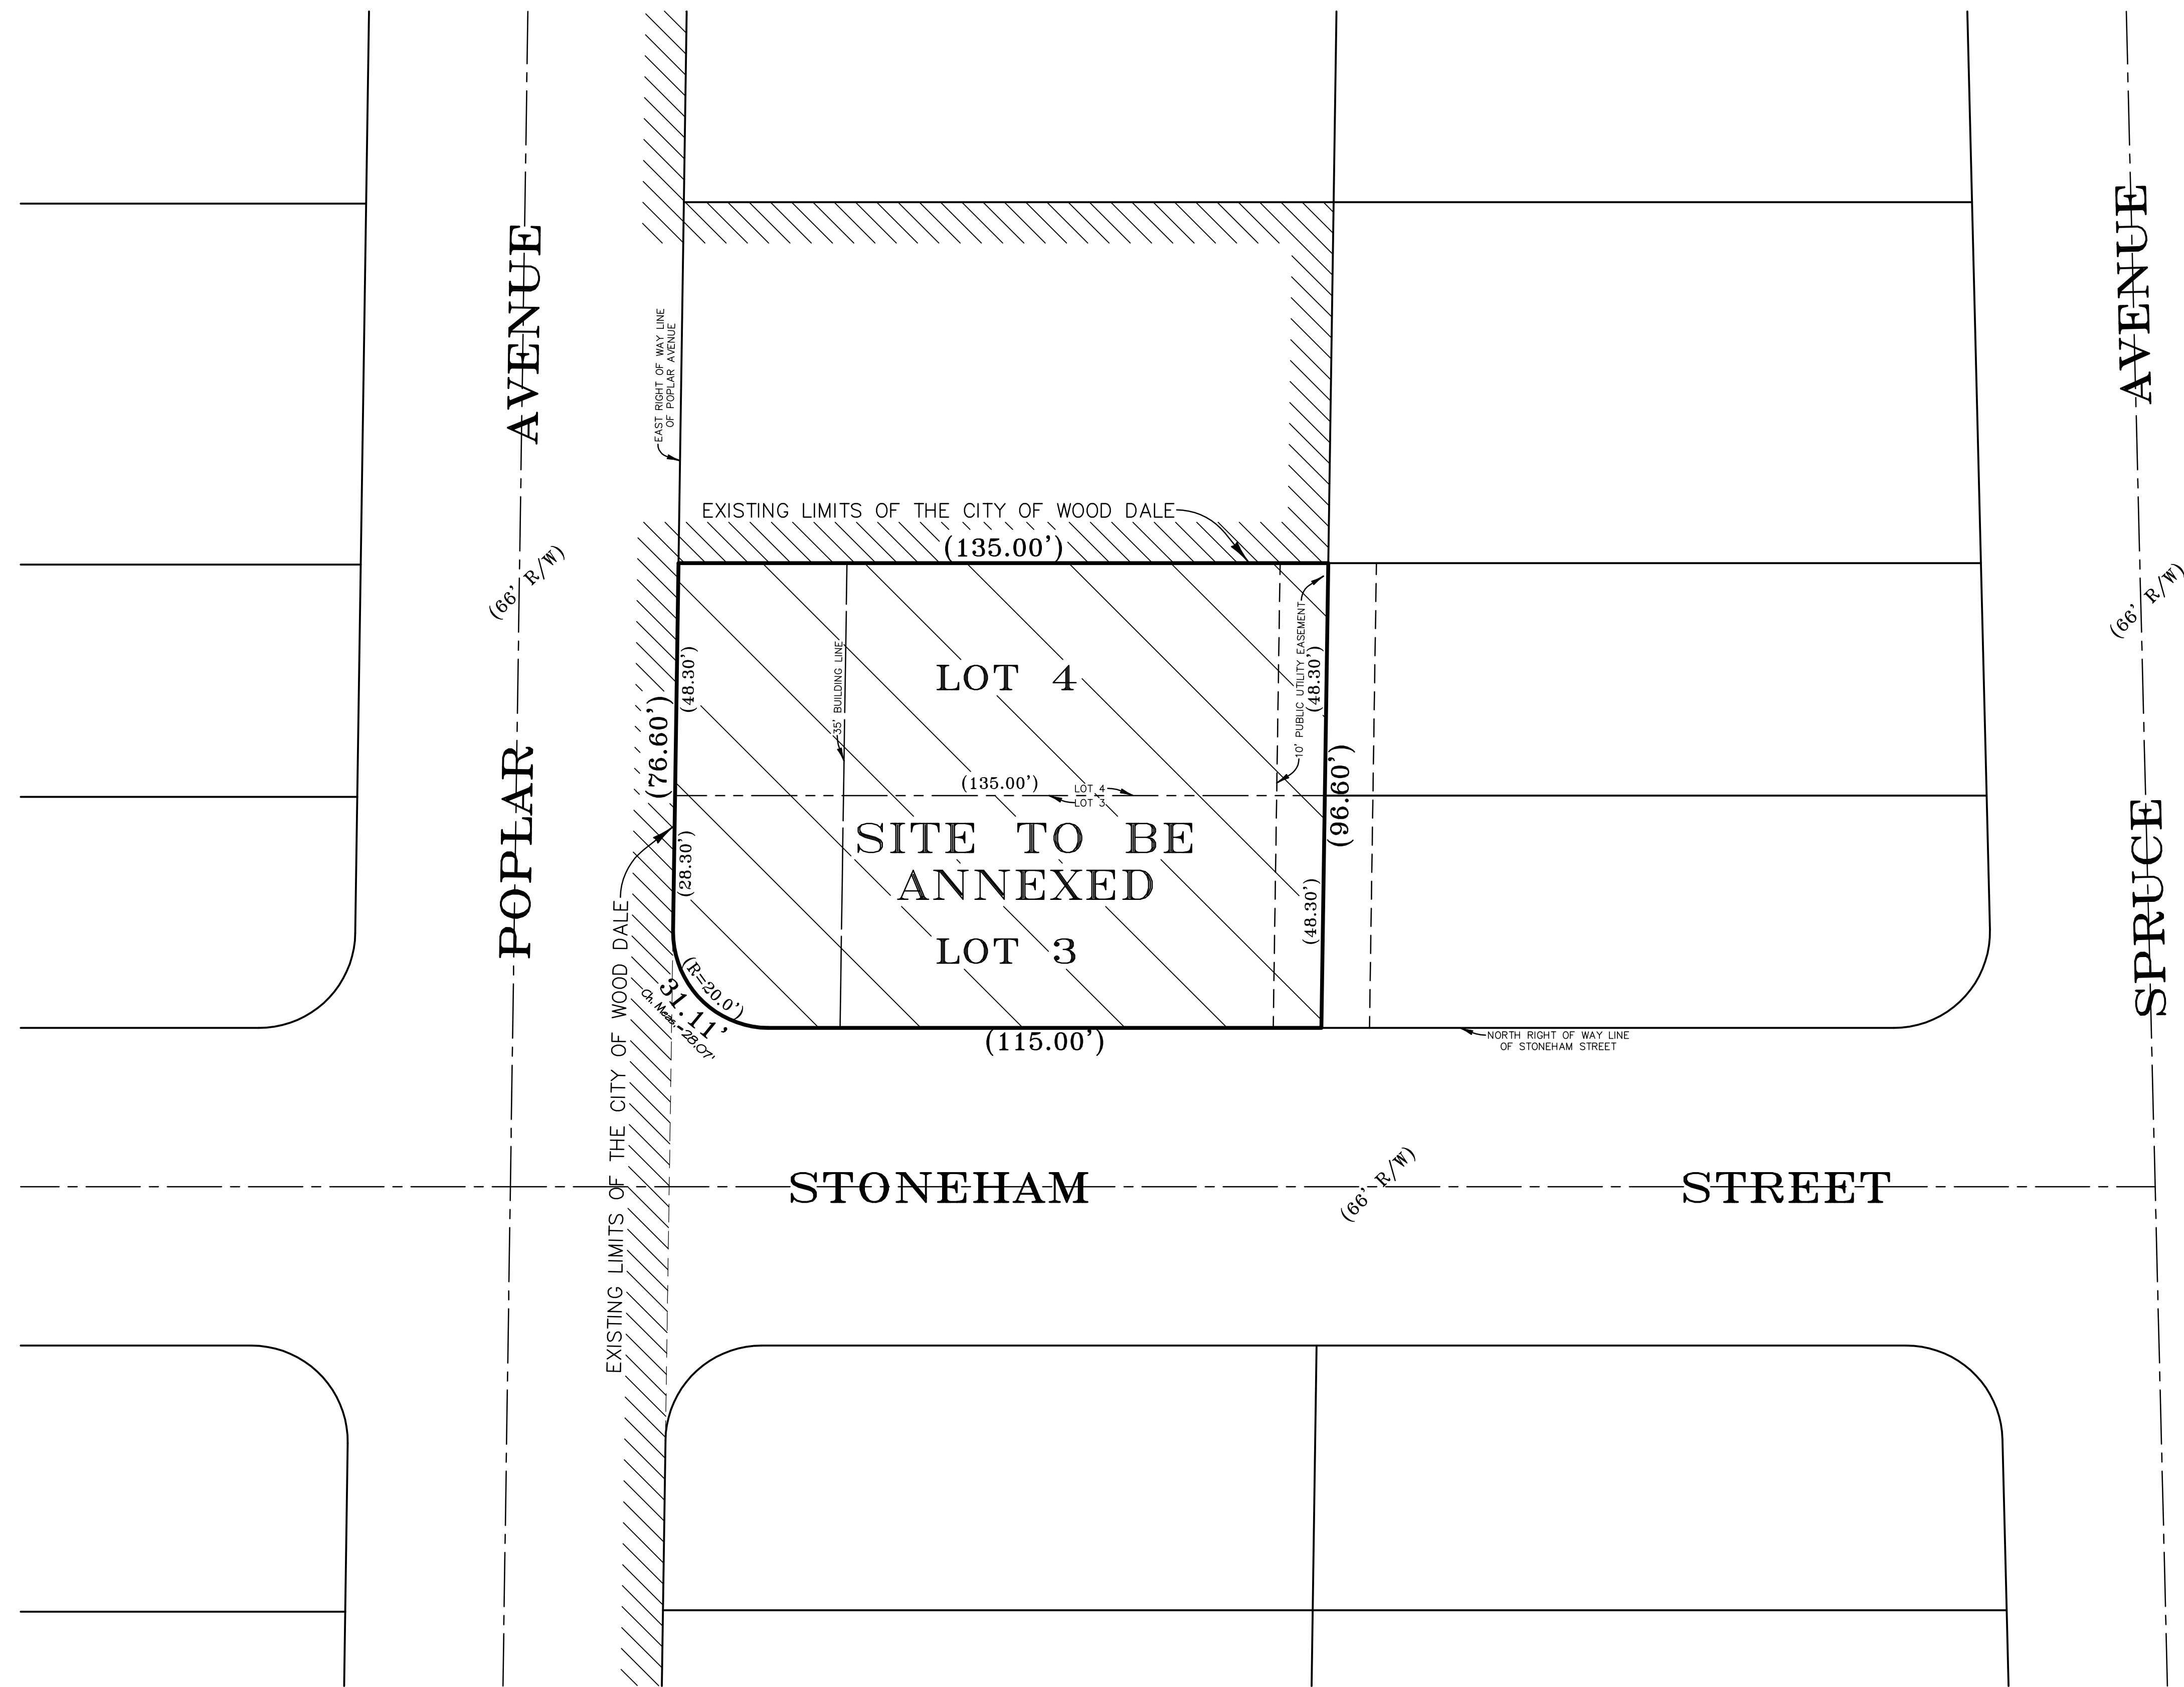 POPLAR
AVENUE
(66' R/W)
EAST RIGHT OF WAY LINE
OF POPLAR AVENUE
EXISTING LIMITS OF THE CITY OF WOOD DALE
(135.00')
(48.30')
(76.60')
35' BUILDING LINE
LOT 4
10' PUBLIC UTILITY EASEMENT
(48.30')
(96.60')
(135.00')
LOT 4
LOT 3
SITE TO BE
ANNEXED
LOT 3
(28.30')
(48.30')
(R=20.0')
31.11'
Ch. Meas.=28.07'
(115.00')
NORTH RIGHT OF WAY LINE
OF STONEHAM STREET
EXISTING LIMITS OF THE CITY OF WOOD DALE
STONEHAM
(66' R/W)
STREET
SPRUCE
AVENUE
(66' R/W)